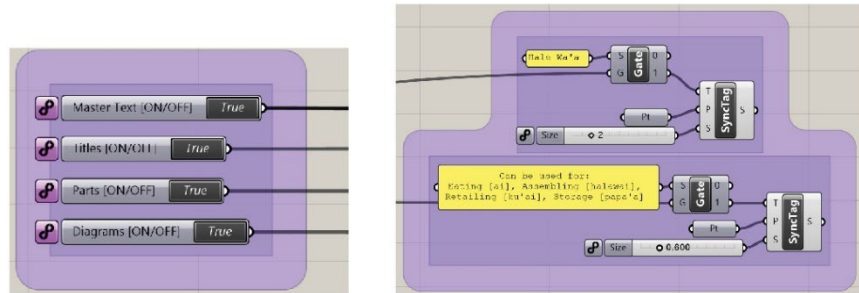 Master Text [ON/OFF] True
Titles [ON/OFF] True
Parts [ON/OFF] True
Diagrams [ON/OFF] True
Halo Wa'a
S
G
Gate
0
1
Pt
Size 2
T
P
S
SyncTag
S
Can be used for:
Eating [ai], Assembling [halawai],
Retailing [ku'ai], Storage [papa'a]
S
G
Gate
0
1
Pt
Size 0.600
T
P
S
SyncTag
S